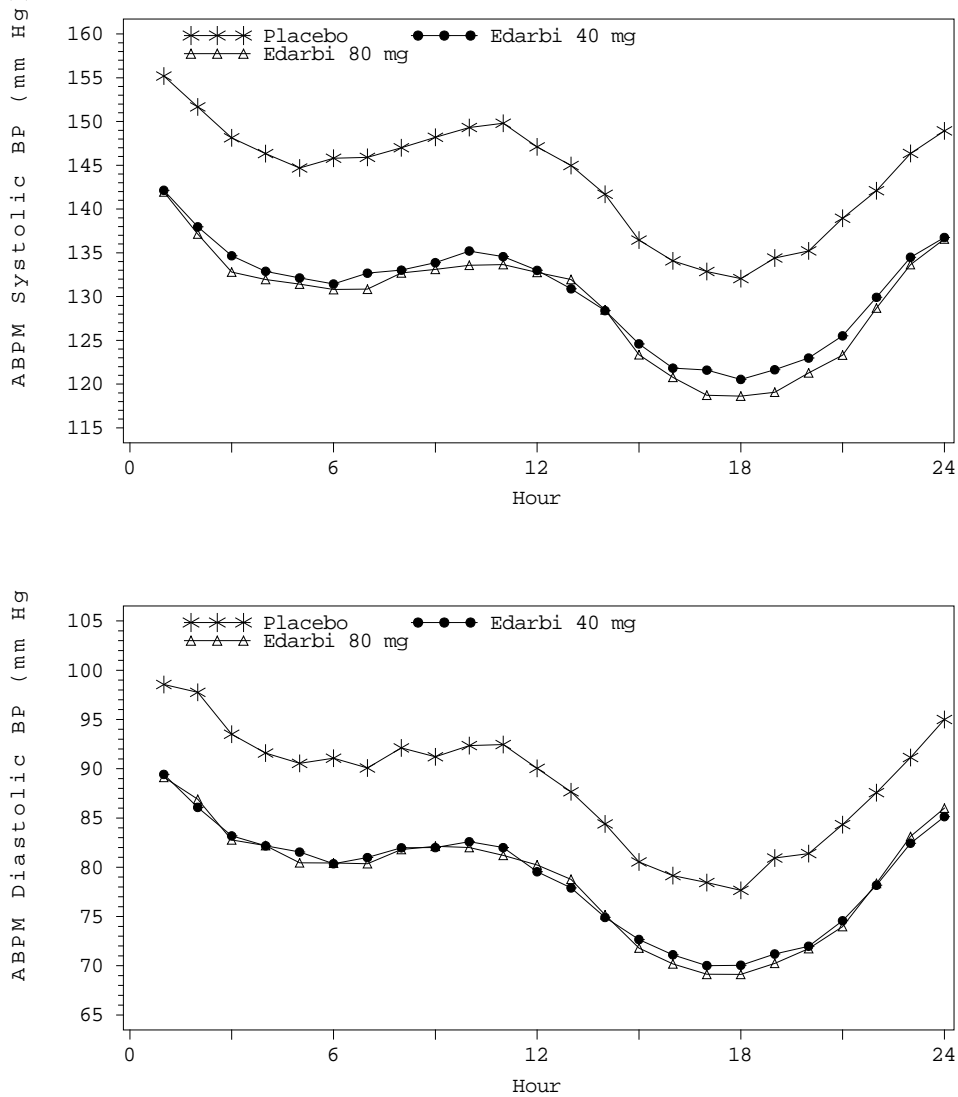 ABPM Systolic BP (mm Hg
Placebo Edarbi 40 mg
Edarbi 80 mg
160
155
150
145
140
135
130
125
120
115
0 6 12 18 24
Hour
ABPM Diastolic BP (mm Hg
Placebo Edarbi 40 mg
Edarbi 80 mg
105
100
95
90
85
80
75
70
65
0 6 12 18 24
Hour